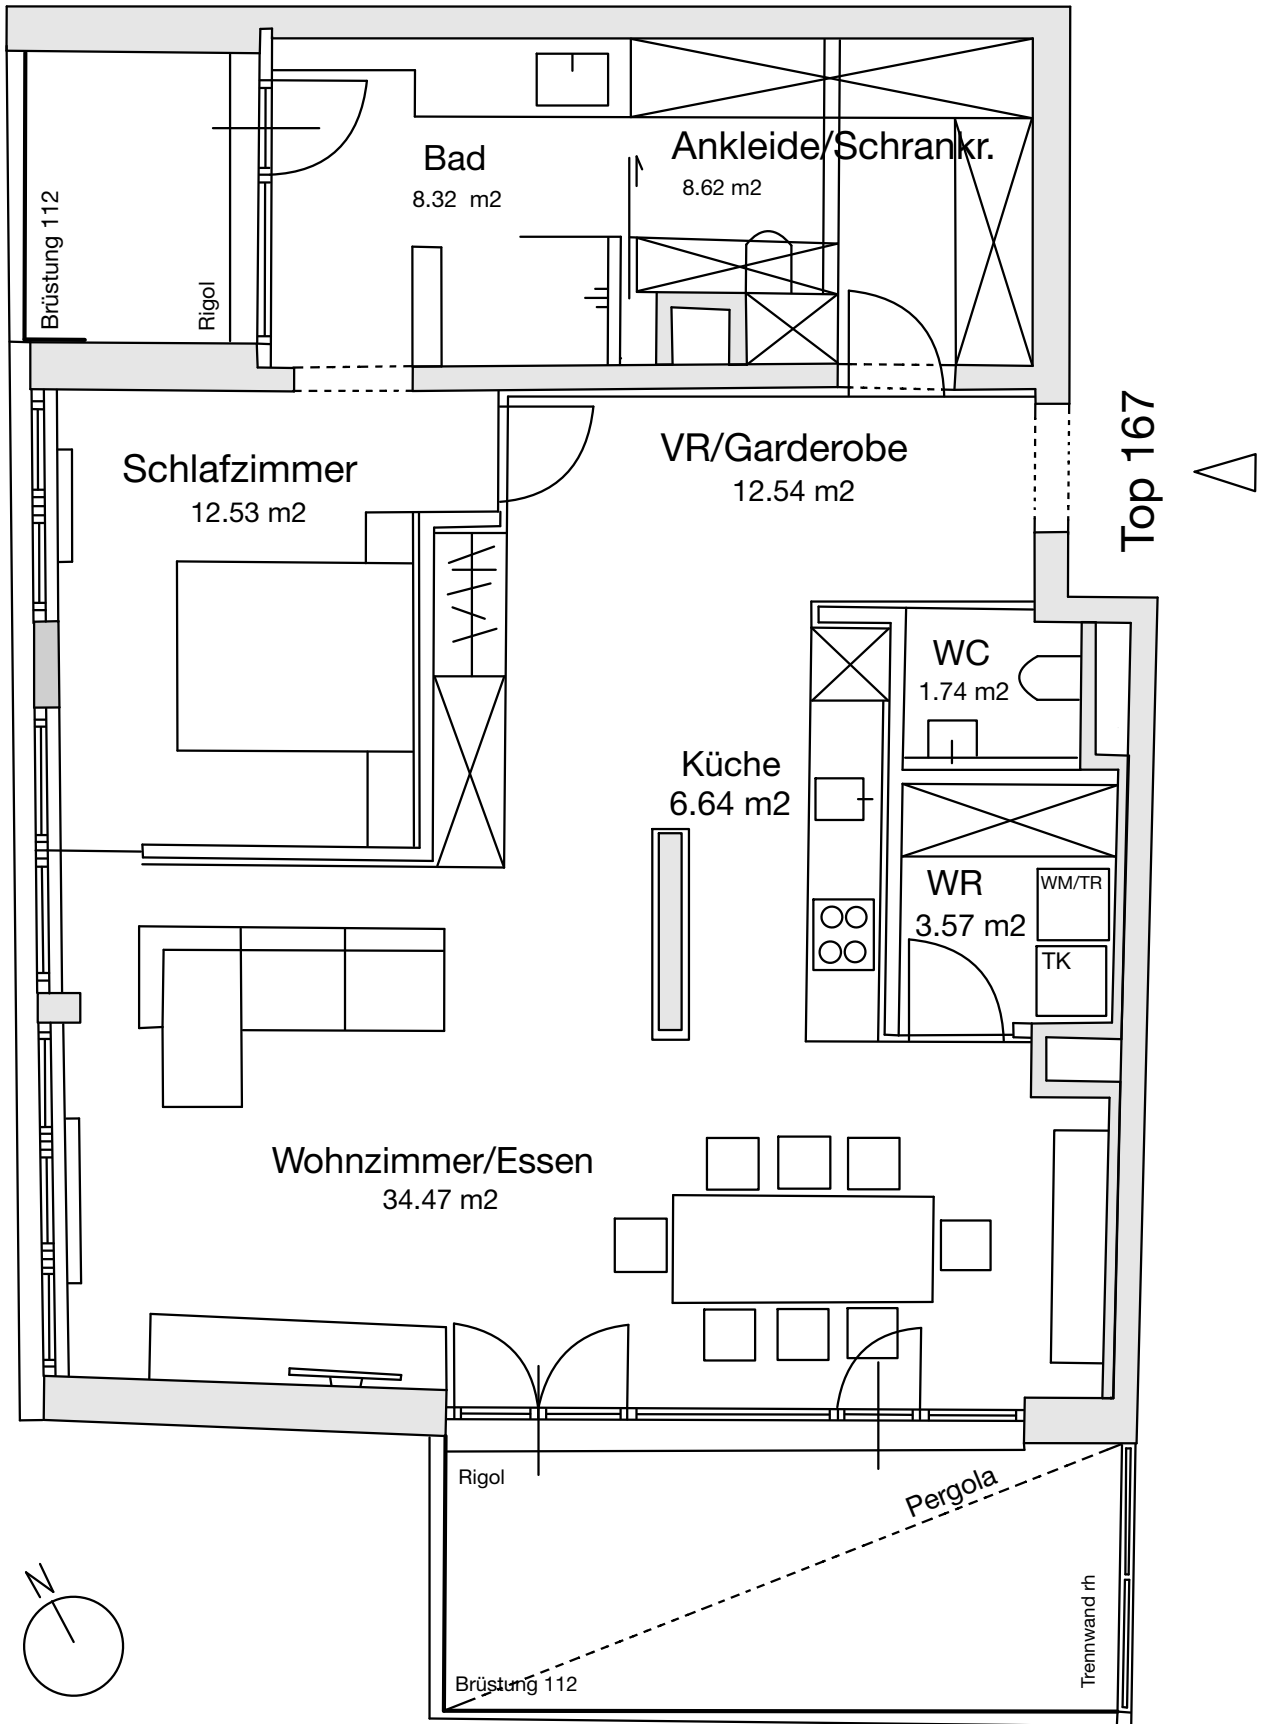 Bad
8.32 m2
Ankleide/Schrankr.
8.62 m2
Brüstung 112
Rigol
Schlafzimmer
12.53 m2
VR/Garderobe
12.54 m2
Top 167
WC
1.74 m2
Küche
6.64 m2
WR
3.57 m2
WM/TR
TK
Wohnzimmer/Essen
34.47 m2
Rigol
Pergola
Brüstung 112
Trennwand rh
N